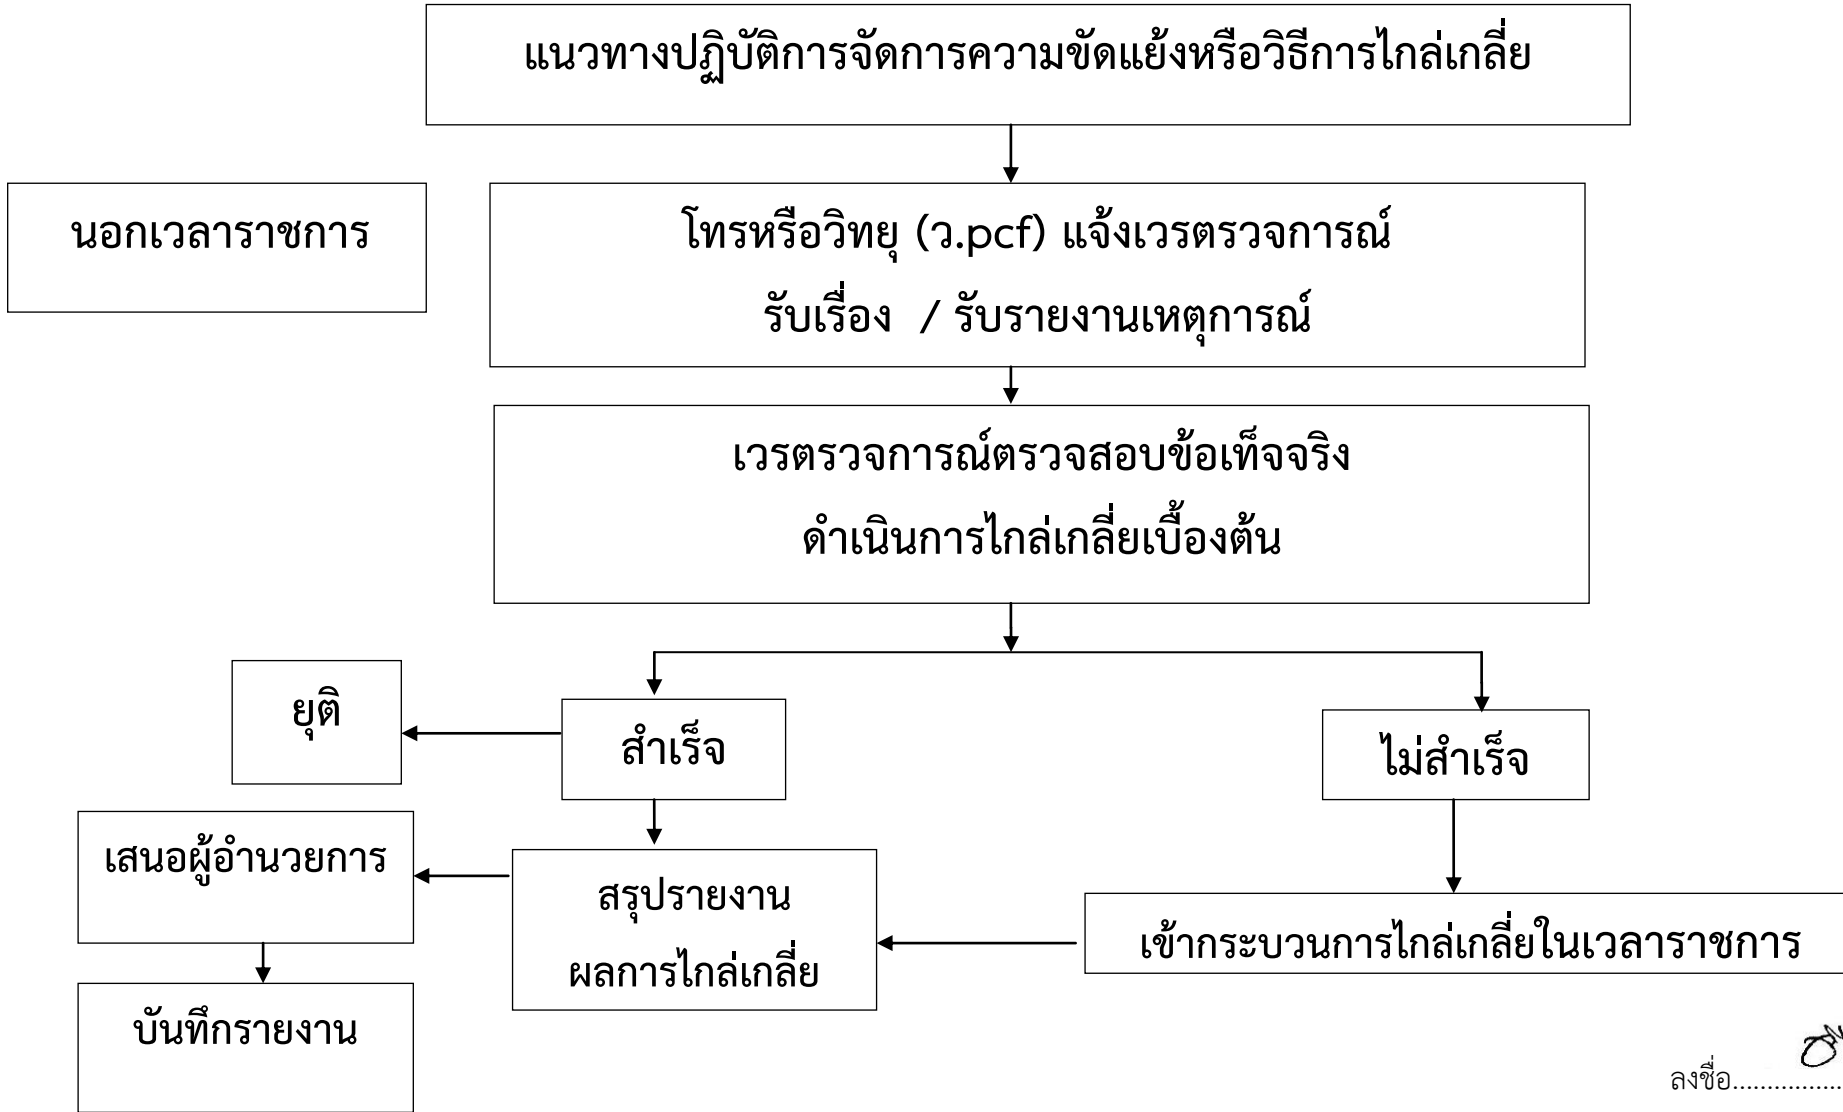 แนวทางปฏิบัติการจัดการความขัดแย้งหรือวิธีการไกล่เกลี่ย
นอกเวลาราชการ
โทรหรือวิทยุ (ว.pcf) แจ้งเวรตรวจการณ์
รับเรื่อง / รับรายงานเหตุการณ์
เวรตรวจการณ์ตรวจสอบข้อเท็จจริง
ดำเนินการไกล่เกลี่ยเบื้องต้น
ยุติ
สำเร็จ
ไม่สำเร็จ
เสนอผู้อำนวยการ
สรุปรายงาน
ผลการไกล่เกลี่ย
เข้ากระบวนการไกล่เกลี่ยในเวลาราชการ
บันทึกรายงาน
ลงชื่อ................